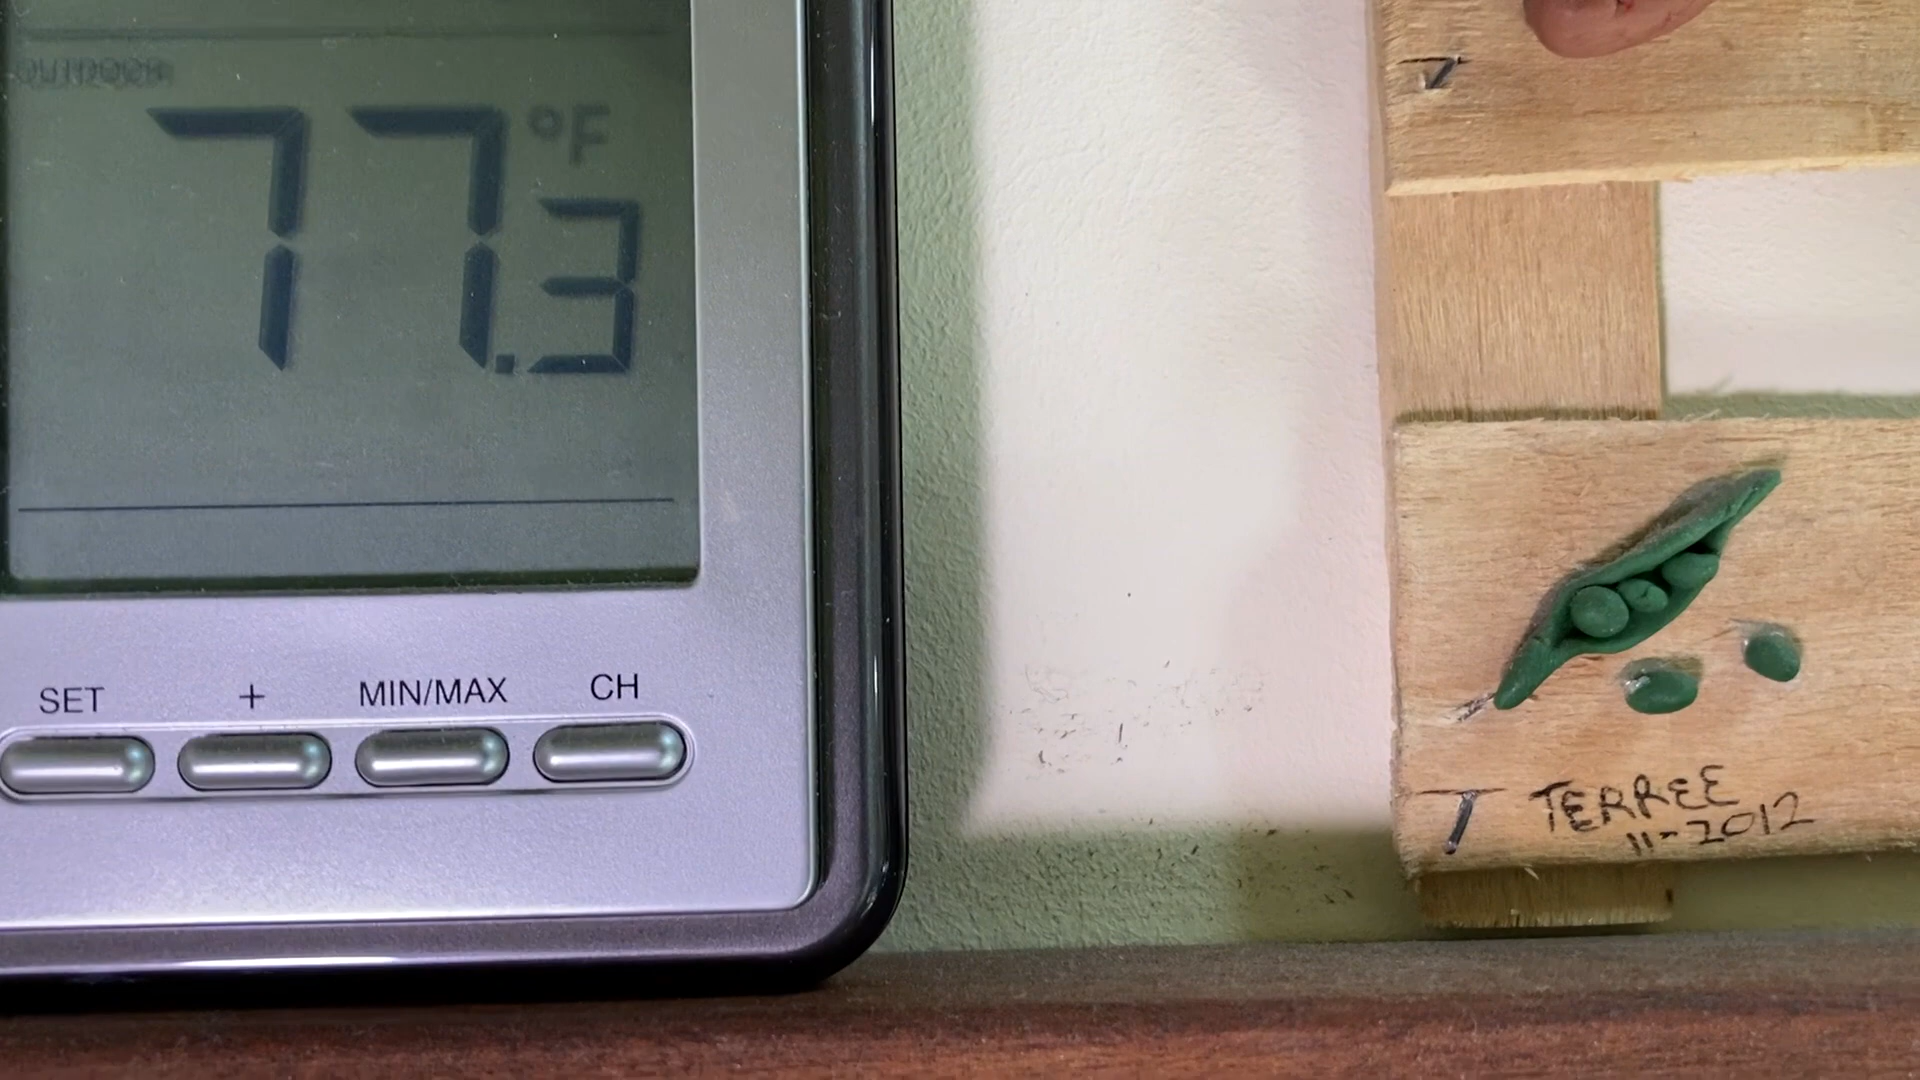 OUTDOOR
77.3 °F
SET + MIN/MAX CH
T
T TERREE
11-2012